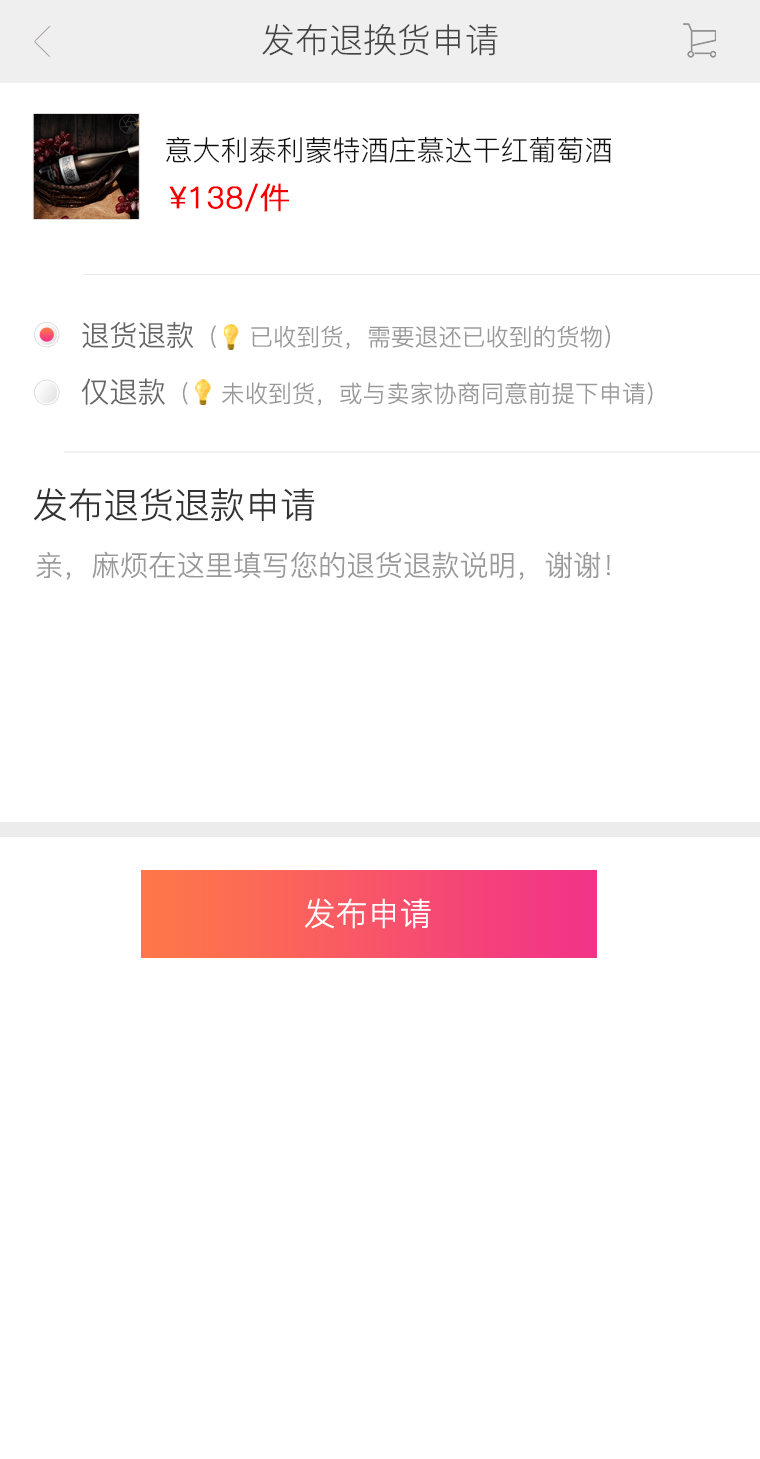 发布退换货申请
意大利泰利蒙特酒庄慕达干红葡萄酒
¥138/件
退货退款（💡 已收到货，需要退还已收到的货物）
仅退款（💡 未收到货，或与卖家协商同意前提下申请）
发布退货退款申请
亲，麻烦在这里填写您的退货退款说明，谢谢！
发布申请